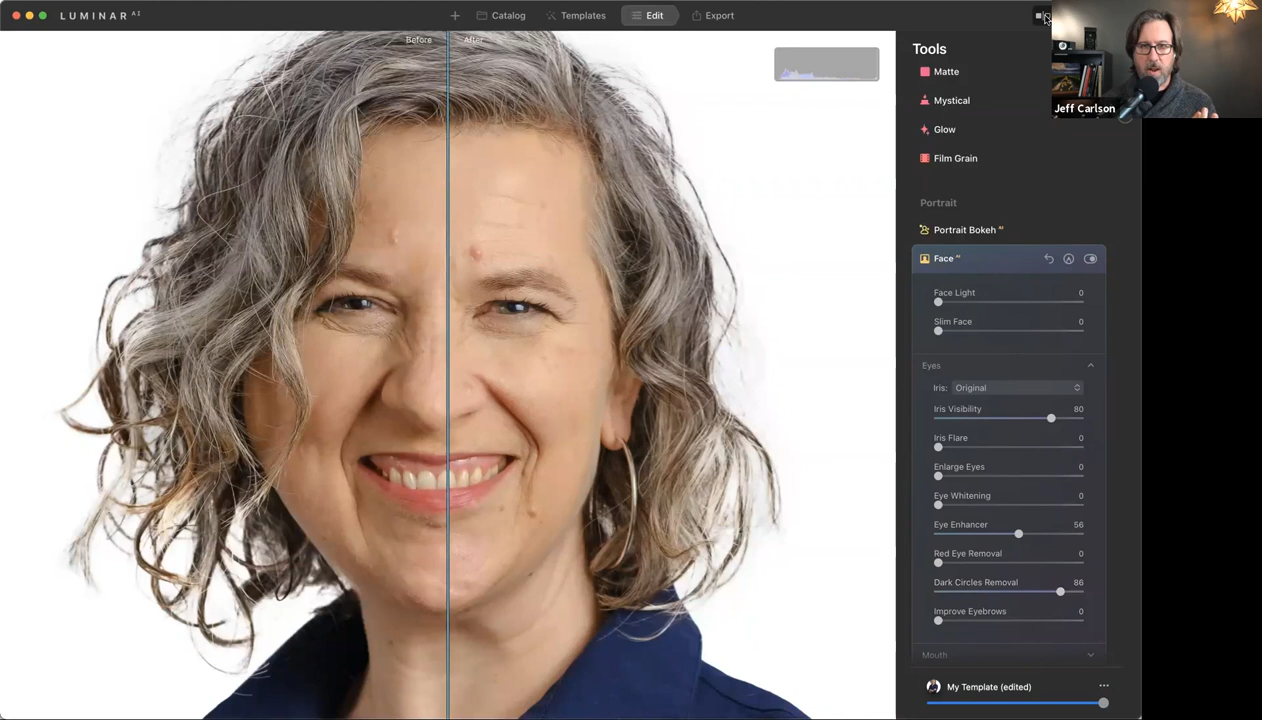 LUMINAR AI
Catalog
Templates
Edit
Export
Before
After
Jeff Carlson
Tools
Matte
Mystical
Glow
Film Grain
Portrait
Portrait Bokeh AI
Face AI
Face Light 0
Slim Face 0
Eyes
Iris: Original
Iris Visibility 80
Iris Flare 0
Enlarge Eyes 0
Eye Whitening 0
Eye Enhancer 56
Red Eye Removal 0
Dark Circles Removal 86
Improve Eyebrows 0
Mouth
My Template (edited)